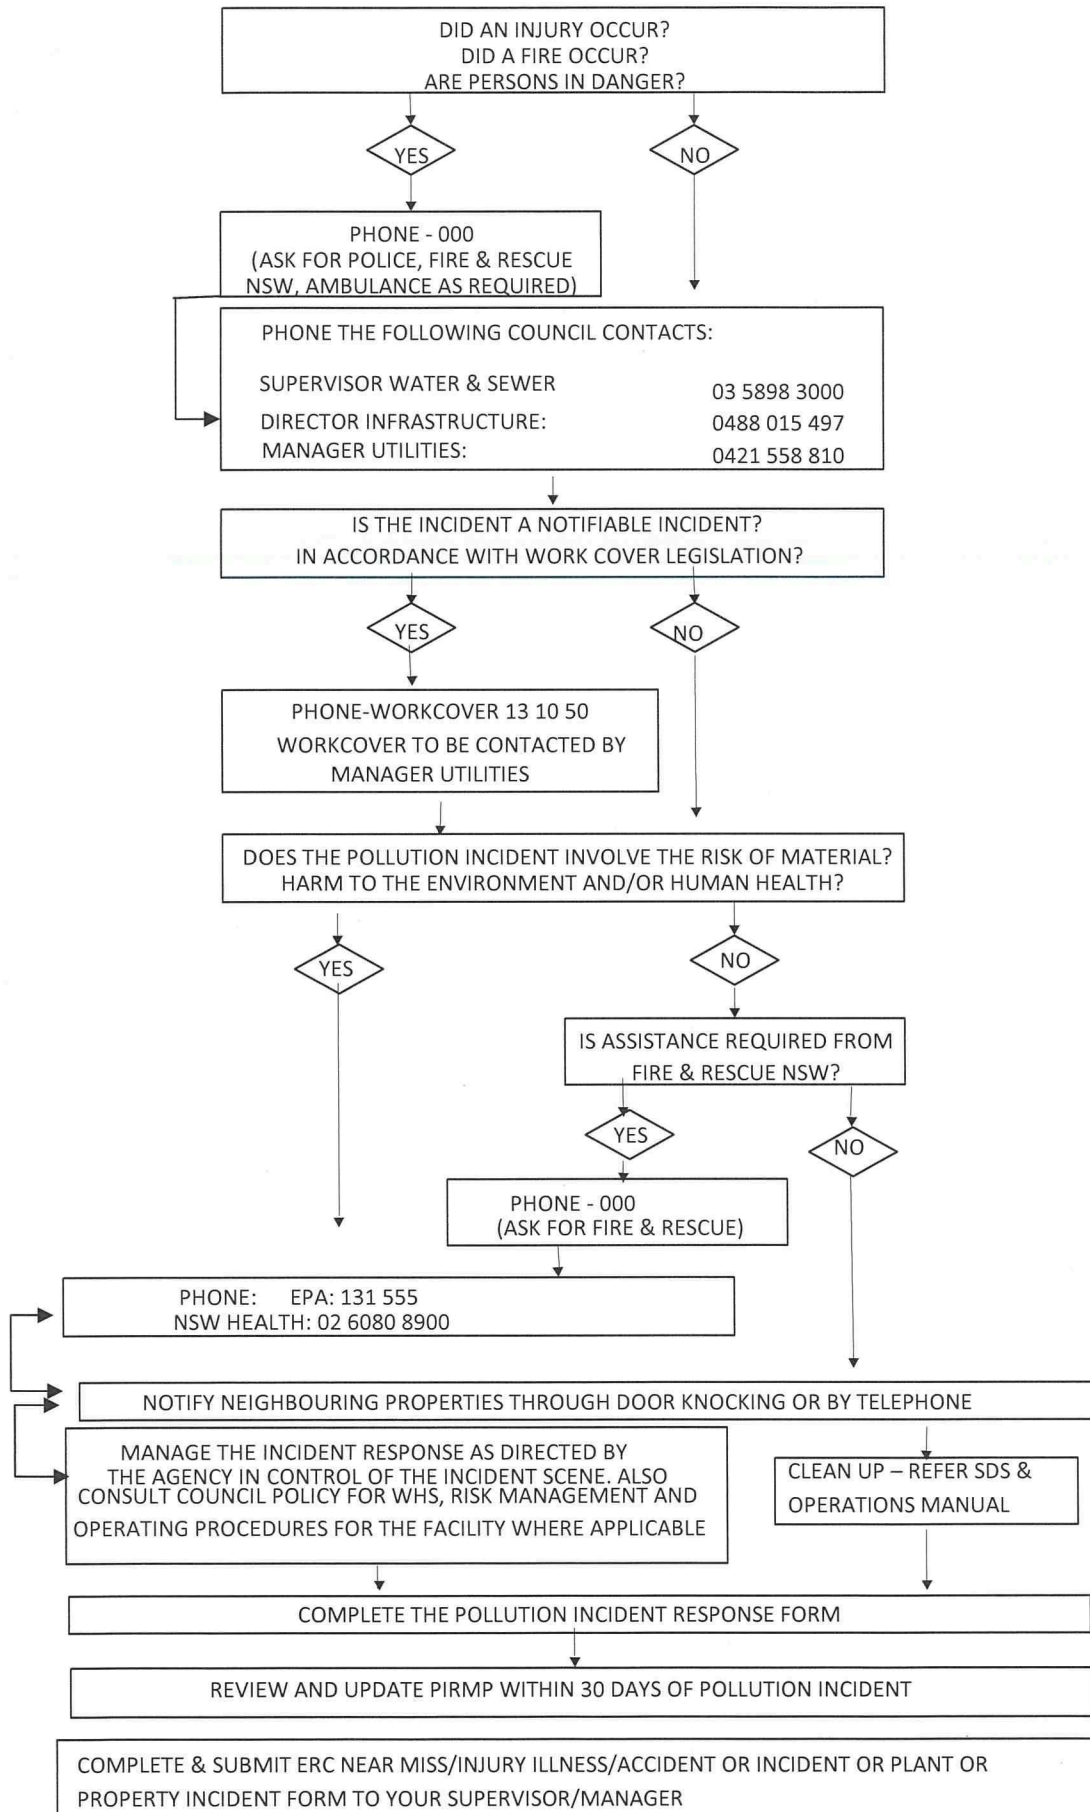 DID AN INJURY OCCUR?
DID A FIRE OCCUR?
ARE PERSONS IN DANGER?
YES
NO
PHONE - 000
(ASK FOR POLICE, FIRE & RESCUE
NSW, AMBULANCE AS REQUIRED)
PHONE THE FOLLOWING COUNCIL CONTACTS:
SUPERVISOR WATER & SEWER 03 5898 3000
DIRECTOR INFRASTRUCTURE: 0488 015 497
MANAGER UTILITIES: 0421 558 810
IS THE INCIDENT A NOTIFIABLE INCIDENT?
IN ACCORDANCE WITH WORK COVER LEGISLATION?
YES
NO
PHONE-WORKCOVER 13 10 50
WORKCOVER TO BE CONTACTED BY
MANAGER UTILITIES
DOES THE POLLUTION INCIDENT INVOLVE THE RISK OF MATERIAL?
HARM TO THE ENVIRONMENT AND/OR HUMAN HEALTH?
YES
NO
IS ASSISTANCE REQUIRED FROM
FIRE & RESCUE NSW?
YES
NO
PHONE - 000
(ASK FOR FIRE & RESCUE)
PHONE: EPA: 131 555
NSW HEALTH: 02 6080 8900
NOTIFY NEIGHBOURING PROPERTIES THROUGH DOOR KNOCKING OR BY TELEPHONE
MANAGE THE INCIDENT RESPONSE AS DIRECTED BY
THE AGENCY IN CONTROL OF THE INCIDENT SCENE. ALSO
CONSULT COUNCIL POLICY FOR WHS, RISK MANAGEMENT AND
OPERATING PROCEDURES FOR THE FACILITY WHERE APPLICABLE
CLEAN UP – REFER SDS &
OPERATIONS MANUAL
COMPLETE THE POLLUTION INCIDENT RESPONSE FORM
REVIEW AND UPDATE PIRMP WITHIN 30 DAYS OF POLLUTION INCIDENT
COMPLETE & SUBMIT ERC NEAR MISS/INJURY ILLNESS/ACCIDENT OR INCIDENT OR PLANT OR
PROPERTY INCIDENT FORM TO YOUR SUPERVISOR/MANAGER